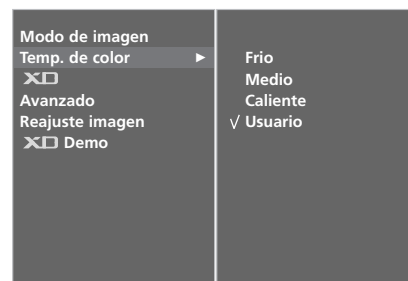 Modo de imagen
Temp. de color ►
XD
Avanzado
Reajuste imagen
XD Demo
Frio
Medio
Caliente
√ Usuario